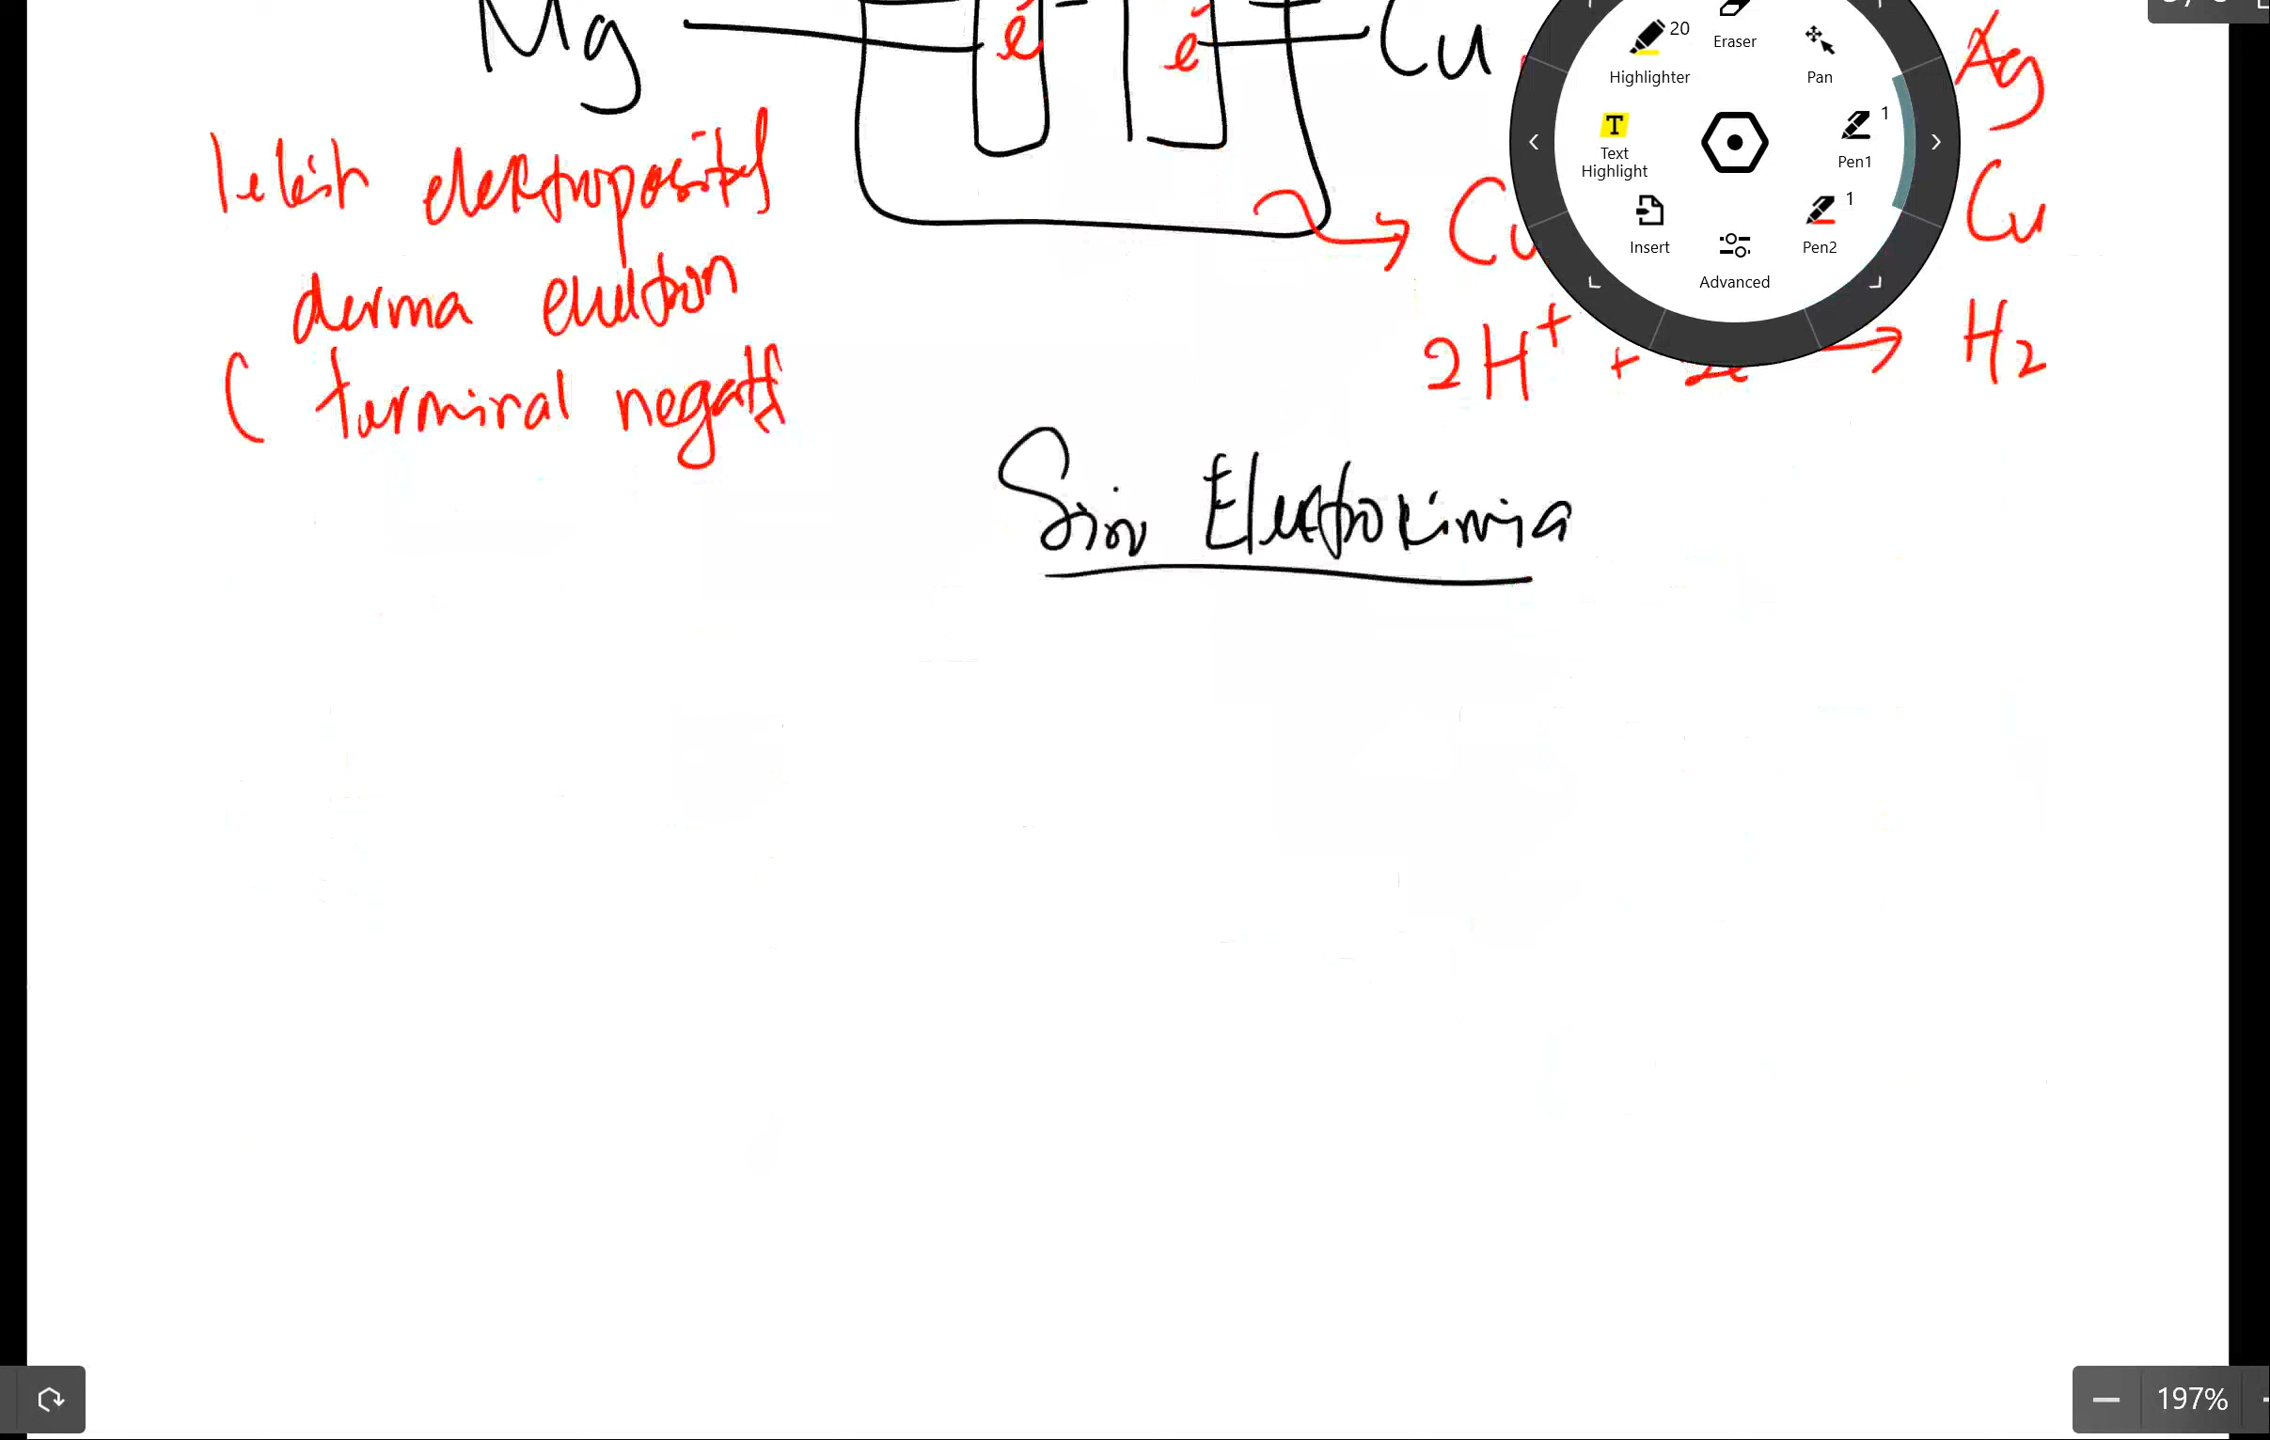 Mg
Cu
Ag
lebih elektropositif
Cu
Cu
derma elektron
2H+ + 2e → H2
( terminal negatif
Siri Elektrokimia
Highlighter
20
Eraser
Pan
Text
Highlight
Pen1
1
Insert
Pen2
1
Advanced
197%